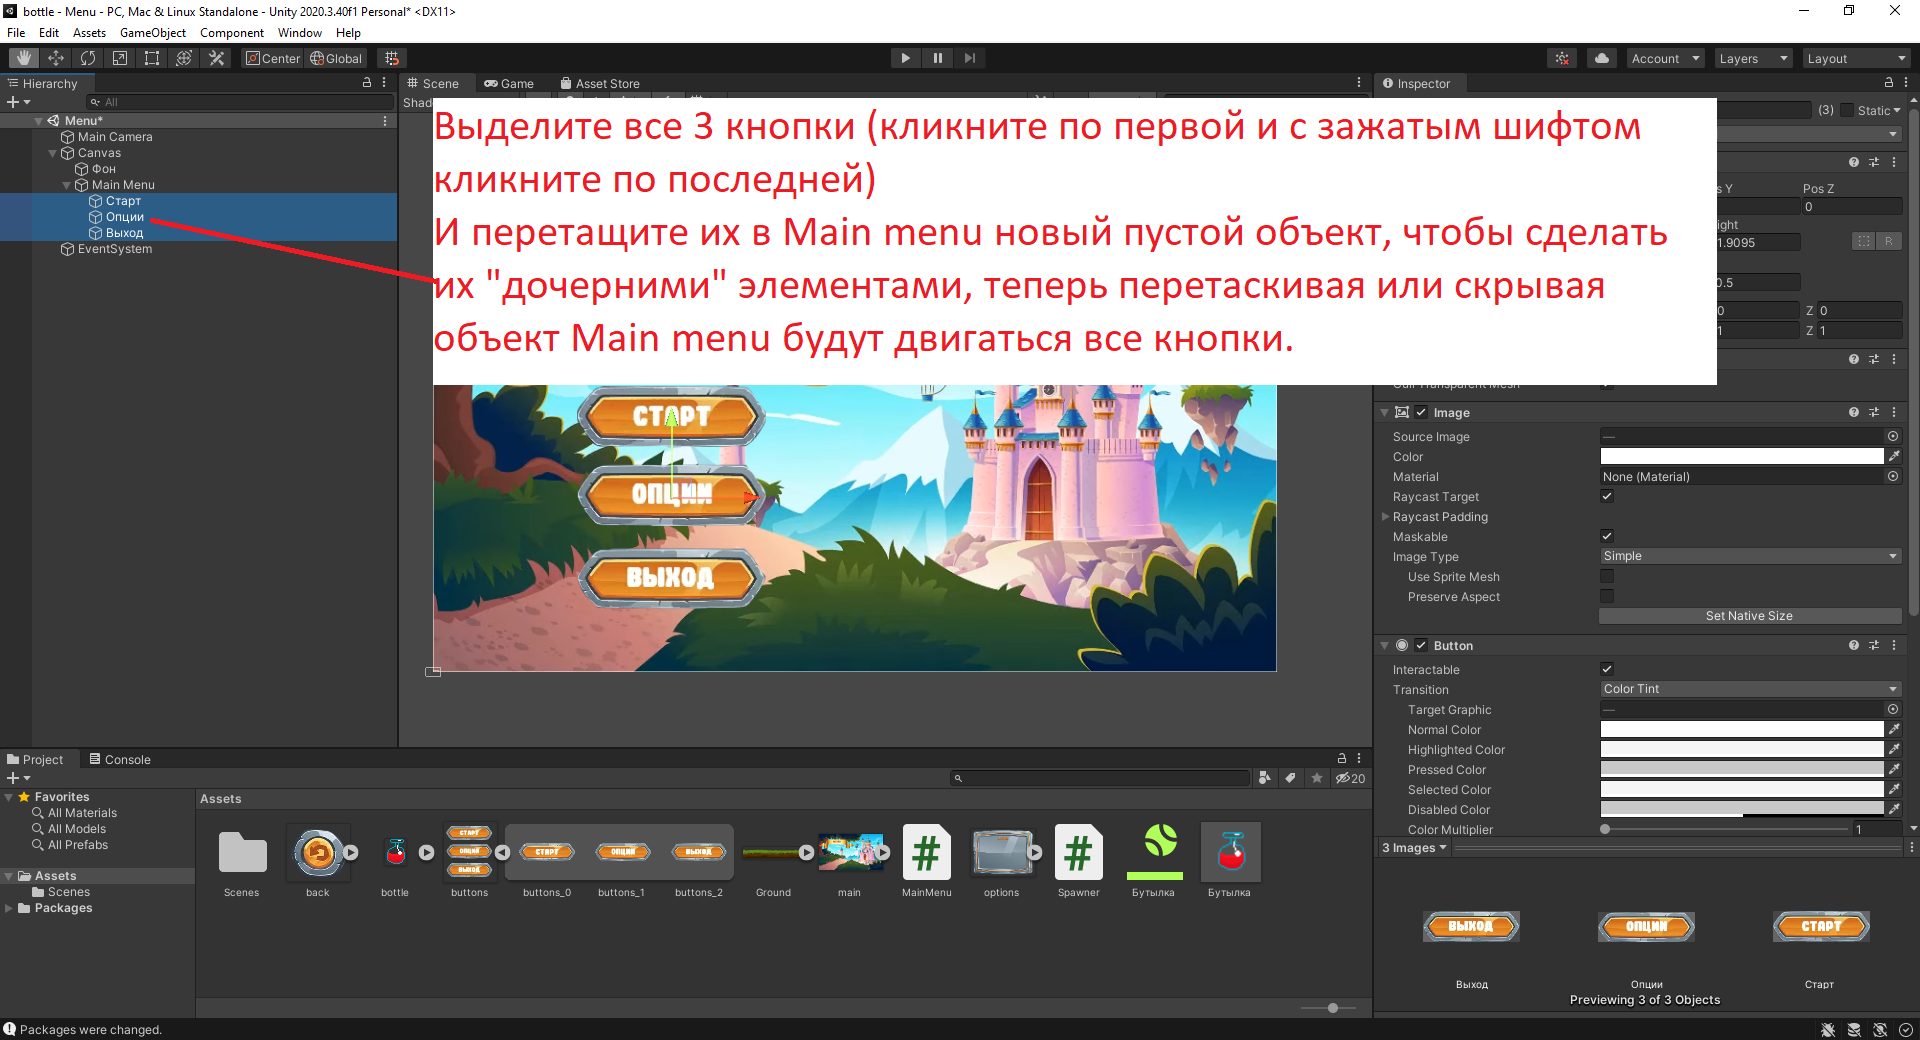 bottle - Menu - PC, Mac & Linux Standalone - Unity 2020.3.40f1 Personal* <DX11>
File Edit Assets GameObject Component Window Help
Center Global Account Layers Layout
Hierarchy
All
Menu*
Main Camera
Canvas
Фон
Main Menu
Старт
Опции
Выход
EventSystem
Scene Game Asset Store
Shad
Выделите все 3 кнопки (кликните по первой и с зажатым шифтом
кликните по последней)
И перетащите их в Main menu новый пустой объект, чтобы сделать
их "дочерними" элементами, теперь перетаскивая или скрывая
объект Main menu будут двигаться все кнопки.
СТАРТ
ОПЦИИ
ВЫХОД
Inspector
(3) Static
s Y Pos Z
0
ight
1.9095
R
0.5
0 Z 0
1 Z 1
Image
Source Image —
Color
Material None (Material)
Raycast Target
Raycast Padding
Maskable
Image Type Simple
Use Sprite Mesh
Preserve Aspect
Set Native Size
Button
Interactable
Transition Color Tint
Target Graphic —
Normal Color
Highlighted Color
Pressed Color
Selected Color
Disabled Color
Color Multiplier 1
3 Images
ВЫХОД ОПЦИИ СТАРТ
Выход Опции Старт
Previewing 3 of 3 Objects
Project Console
20
Favorites
All Materials
All Models
All Prefabs
Assets
Scenes
Packages
Assets
СТАРТ
ОПЦИИ
ВЫХОД
СТАРТ ОПЦИИ ВЫХОД
Scenes back bottle buttons buttons_0 buttons_1 buttons_2 Ground main MainMenu options Spawner Бутылка Бутылка
Packages were changed.